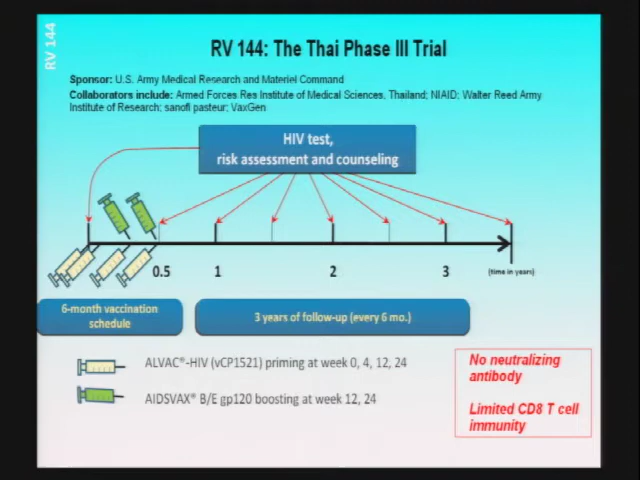 RV 144
RV 144: The Thai Phase III Trial
Sponsor: U.S. Army Medical Research and Materiel Command
Collaborators include: Armed Forces Res Institute of Medical Sciences, Thailand; NIAID; Walter Reed Army
Institute of Research; sanofi pasteur; VaxGen
HIV test,
risk assessment and counseling
0.5
1
2
3
(time in years)
6-month vaccination
schedule
3 years of follow-up (every 6 mo.)
ALVAC®-HIV (vCP1521) priming at week 0, 4, 12, 24
AIDSVAX® B/E gp120 boosting at week 12, 24
No neutralizing
antibody
Limited CD8 T cell
immunity